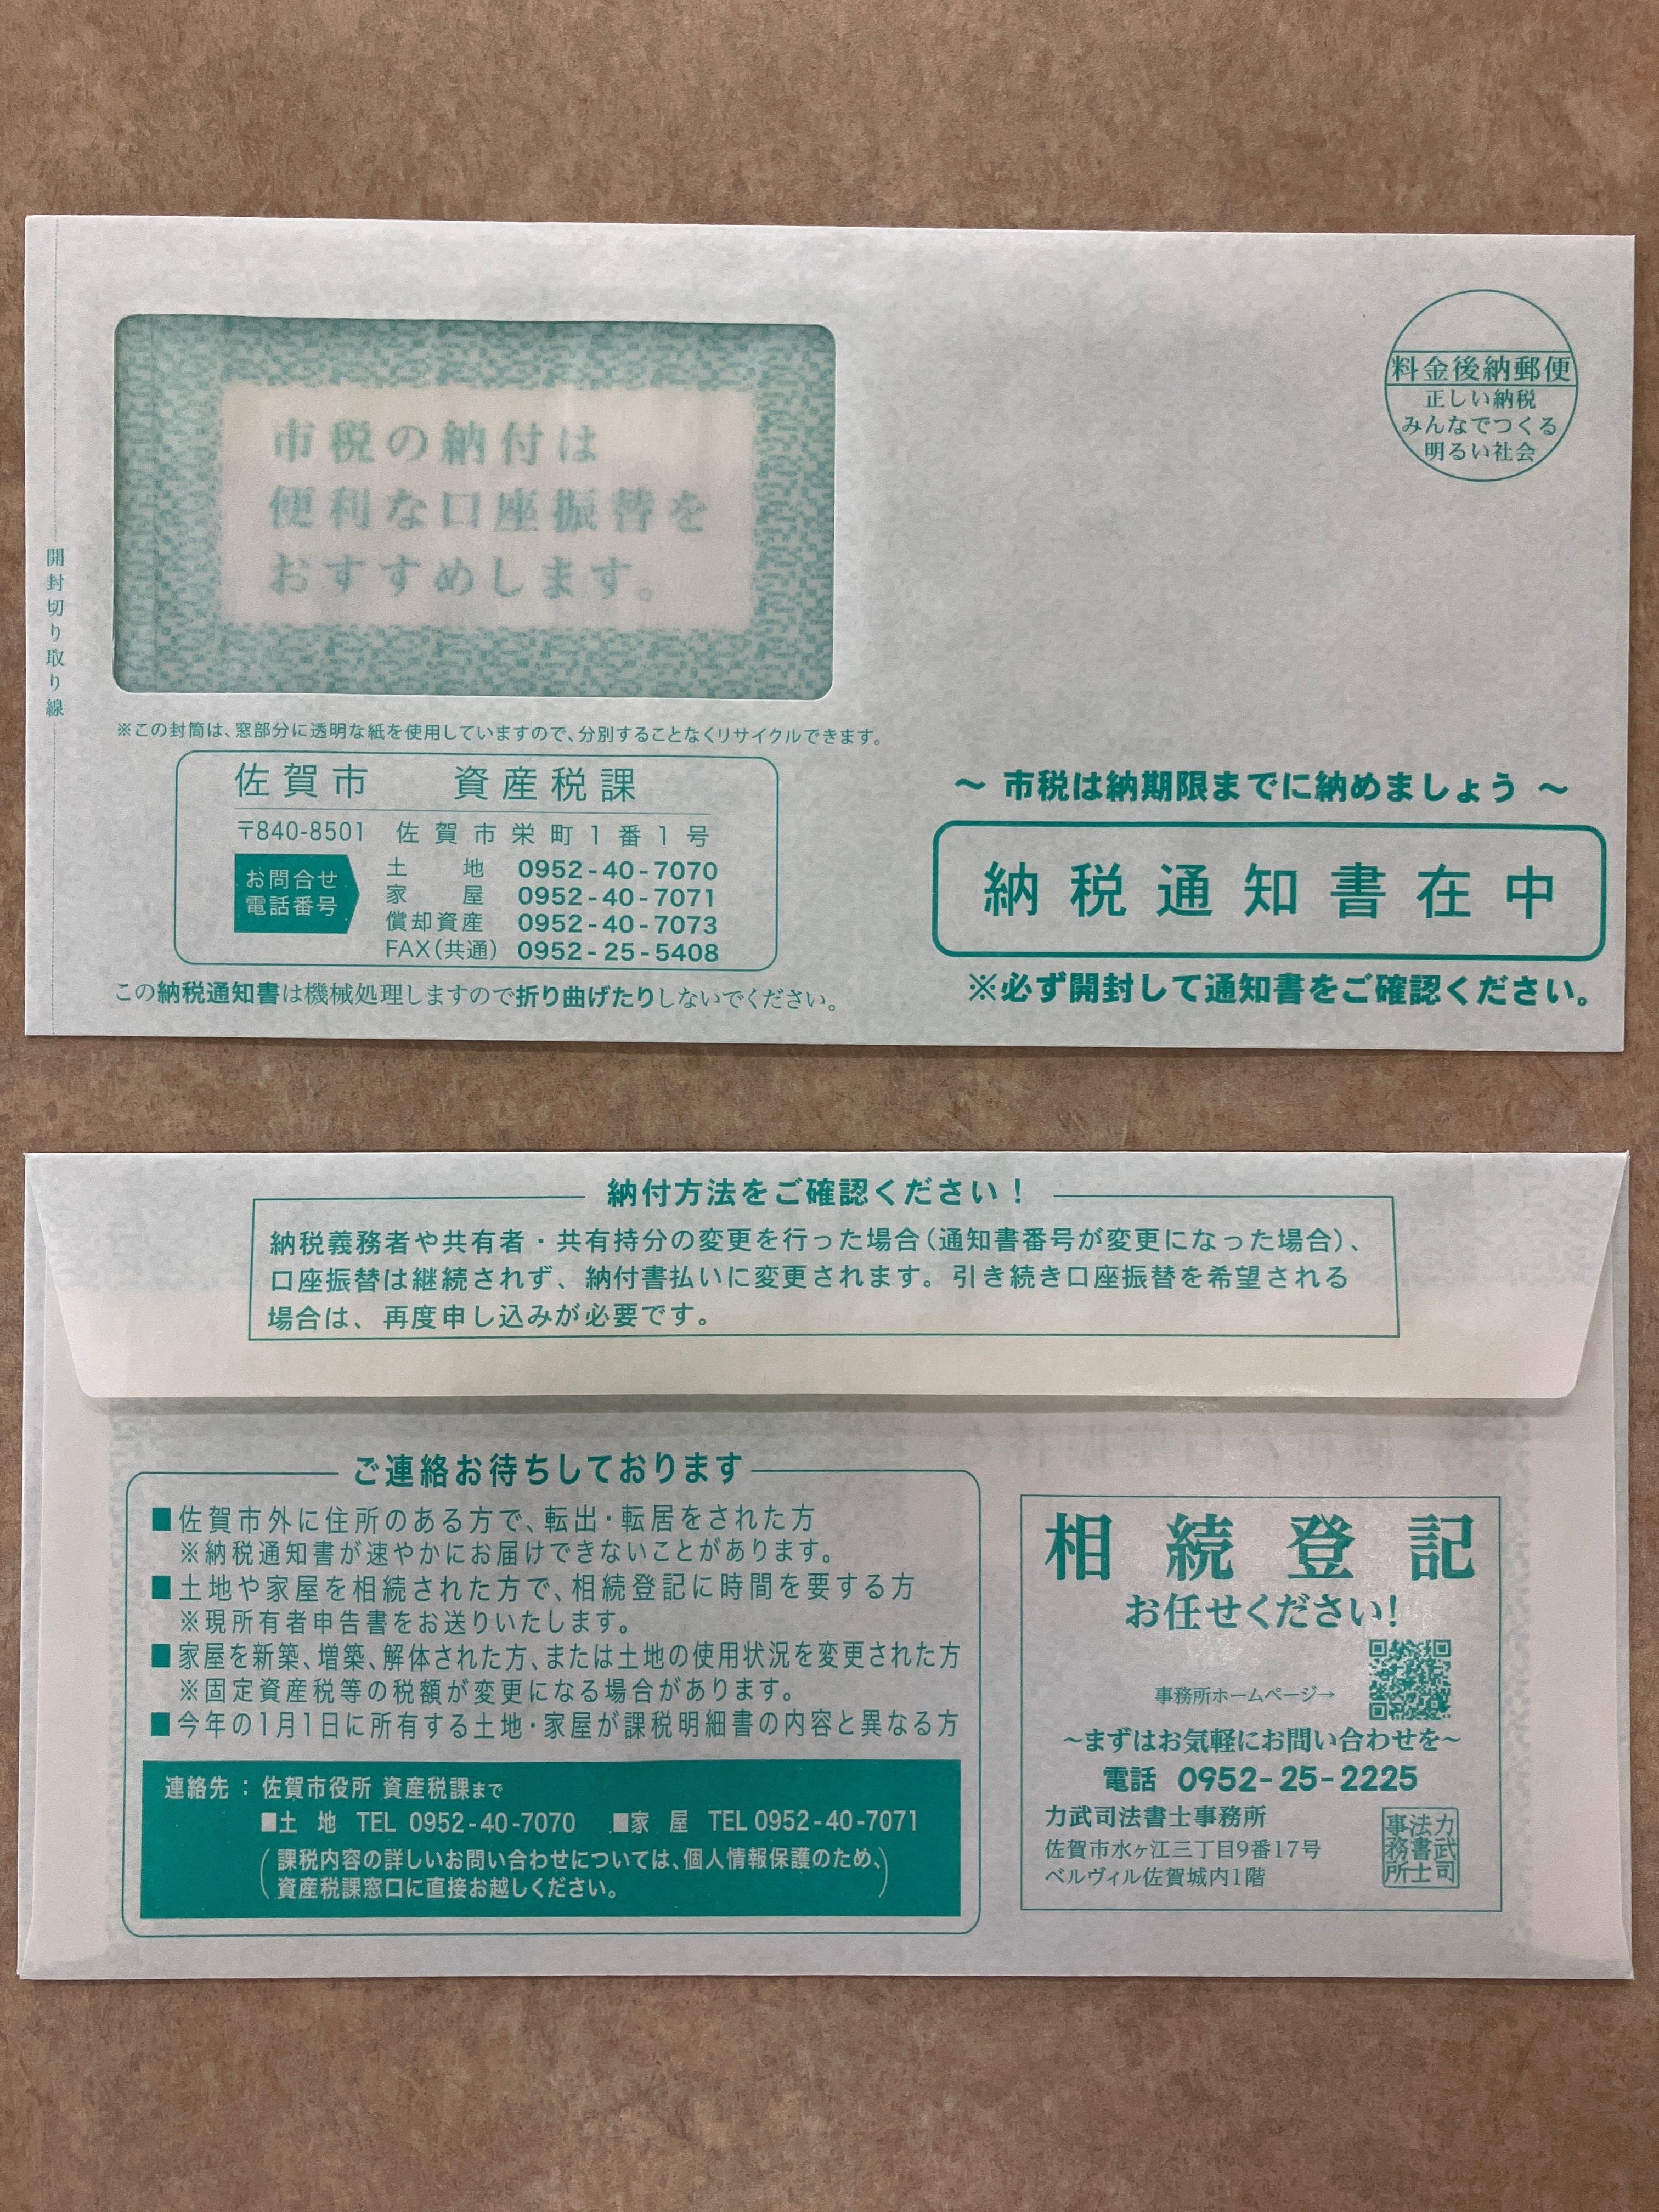 料金後納郵便
正しい納税
みんなでつくる
明るい社会
市税の納付は
便利な口座振替を
おすすめします。
開封切り取り線
※この封筒は、窓部分に透明な紙を使用していますので、分別することなくリサイクルできます。
佐賀市 資産税課
〒840-8501 佐賀市栄町1番1号
お問合せ
電話番号
土地 0952-40-7070
家屋 0952-40-7071
償却資産 0952-40-7073
FAX(共通) 0952-25-5408
この納税通知書は機械処理しますので折り曲げたりしないでください。
～ 市税は納期限までに納めましょう ～
納税通知書在中
※必ず開封して通知書をご確認ください。
納付方法をご確認ください！
納税義務者や共有者・共有持分の変更を行った場合(通知書番号が変更になった場合)、
口座振替は継続されず、納付書払いに変更されます。引き続き口座振替を希望される
場合は、再度申し込みが必要です。
ご連絡お待ちしております
■佐賀市外に住所のある方で、転出・転居をされた方
※納税通知書が速やかにお届けできないことがあります。
■土地や家屋を相続された方で、相続登記に時間を要する方
※現所有者申告書をお送りいたします。
■家屋を新築、増築、解体された方、または土地の使用状況を変更された方
※固定資産税等の税額が変更になる場合があります。
■今年の1月1日に所有する土地・家屋が課税明細書の内容と異なる方
連絡先：佐賀市役所 資産税課まで
■土 地 TEL 0952-40-7070 ■家 屋 TEL 0952-40-7071
(課税内容の詳しいお問い合わせについては、個人情報保護のため、
資産税課窓口に直接お越しください。)
相続登記
お任せください！
事務所ホームページ→
～まずはお気軽にお問い合わせを～
電話 0952-25-2225
力武司法書士事務所
佐賀市水ヶ江三丁目9番17号
ベルヴィル佐賀城内1階
力武司
法書士
事務所